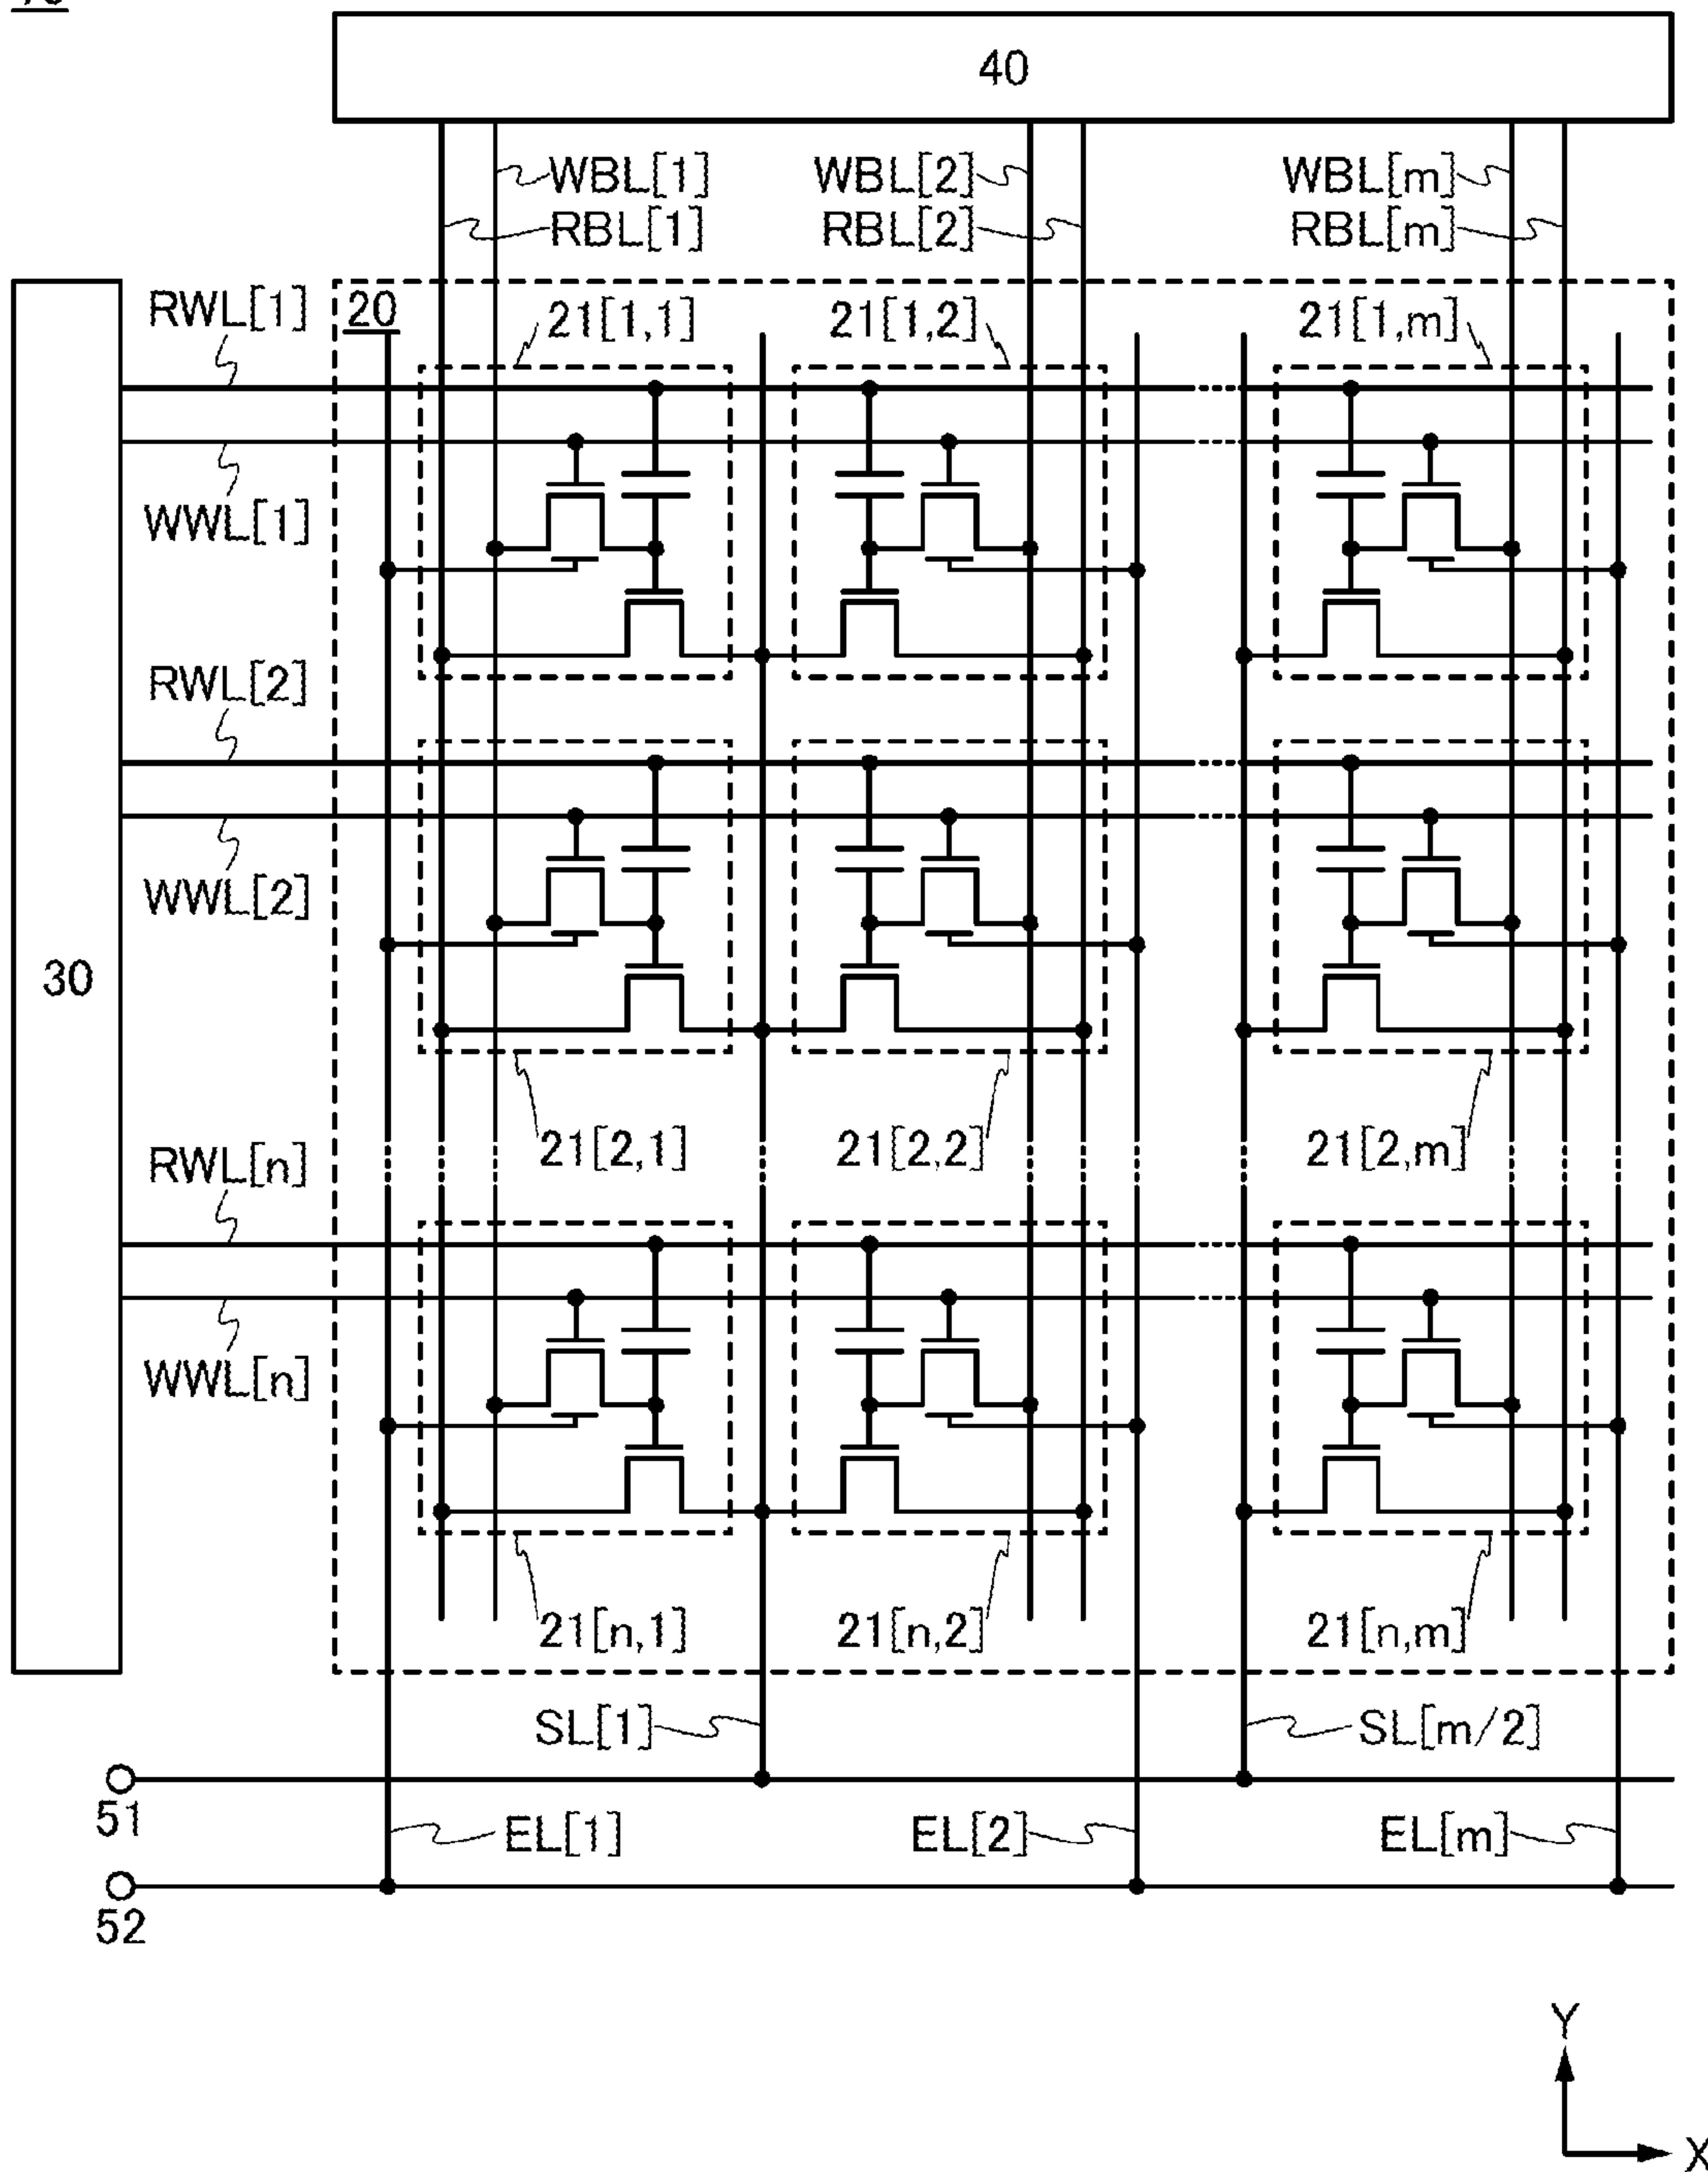 40
WBL[1] WBL[2] WBL[m]
RBL[1] RBL[2] RBL[m]
RWL[1] 20 21[1,1] 21[1,2] 21[1,m]
WWL[1]
RWL[2]
WWL[2]
30
21[2,1] 21[2,2] 21[2,m]
RWL[n]
WWL[n]
21[n,1] 21[n,2] 21[n,m]
SL[1] SL[m/2]
51
EL[1] EL[2] EL[m]
52
Y
X